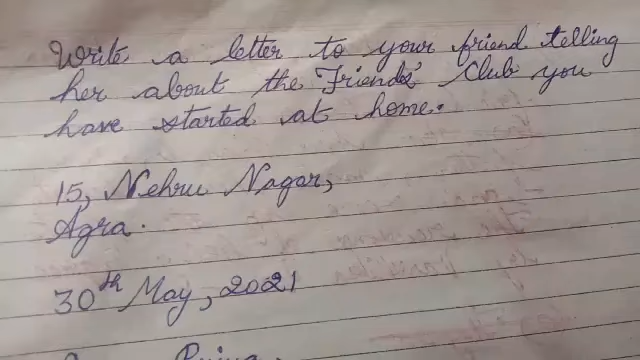 Write a letter to your friend telling
her about the 'Friends' Club you
have started at home.
15, Nehru Nagar,
Agra.
30th May, 2021